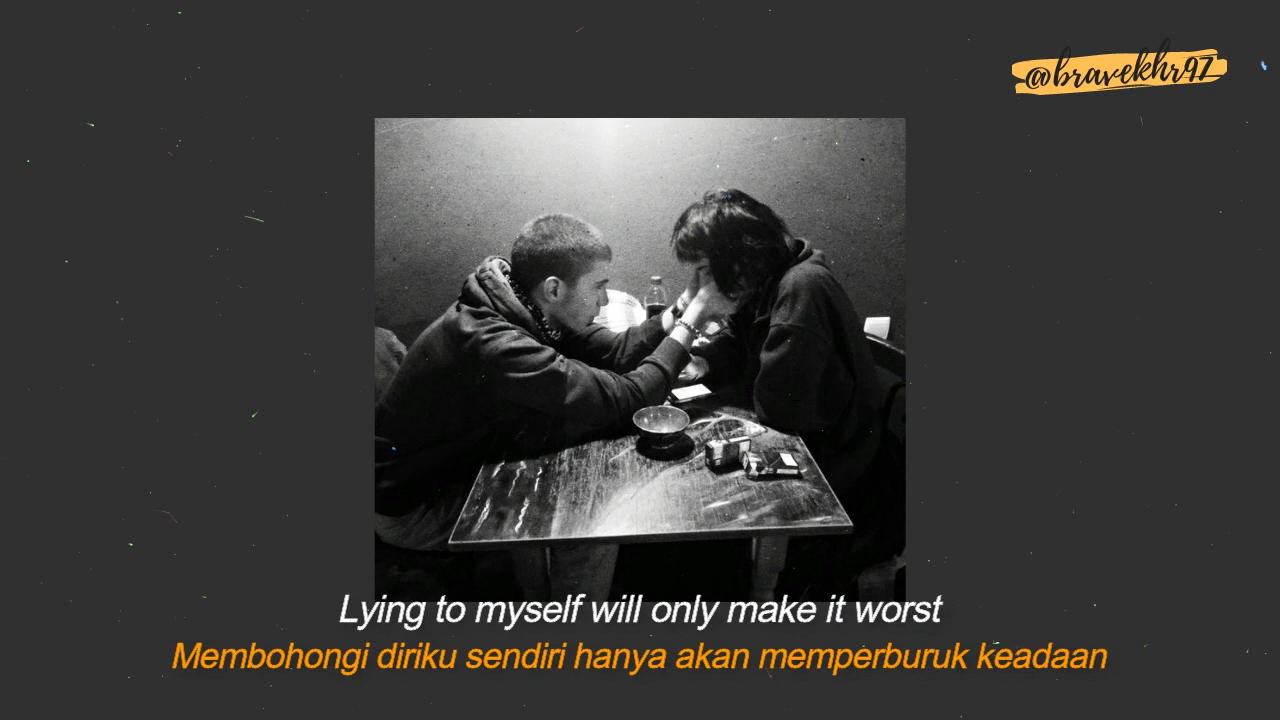 @bravekhr97
Lying to myself will only make it worst
Membohongi diriku sendiri hanya akan memperburuk keadaan